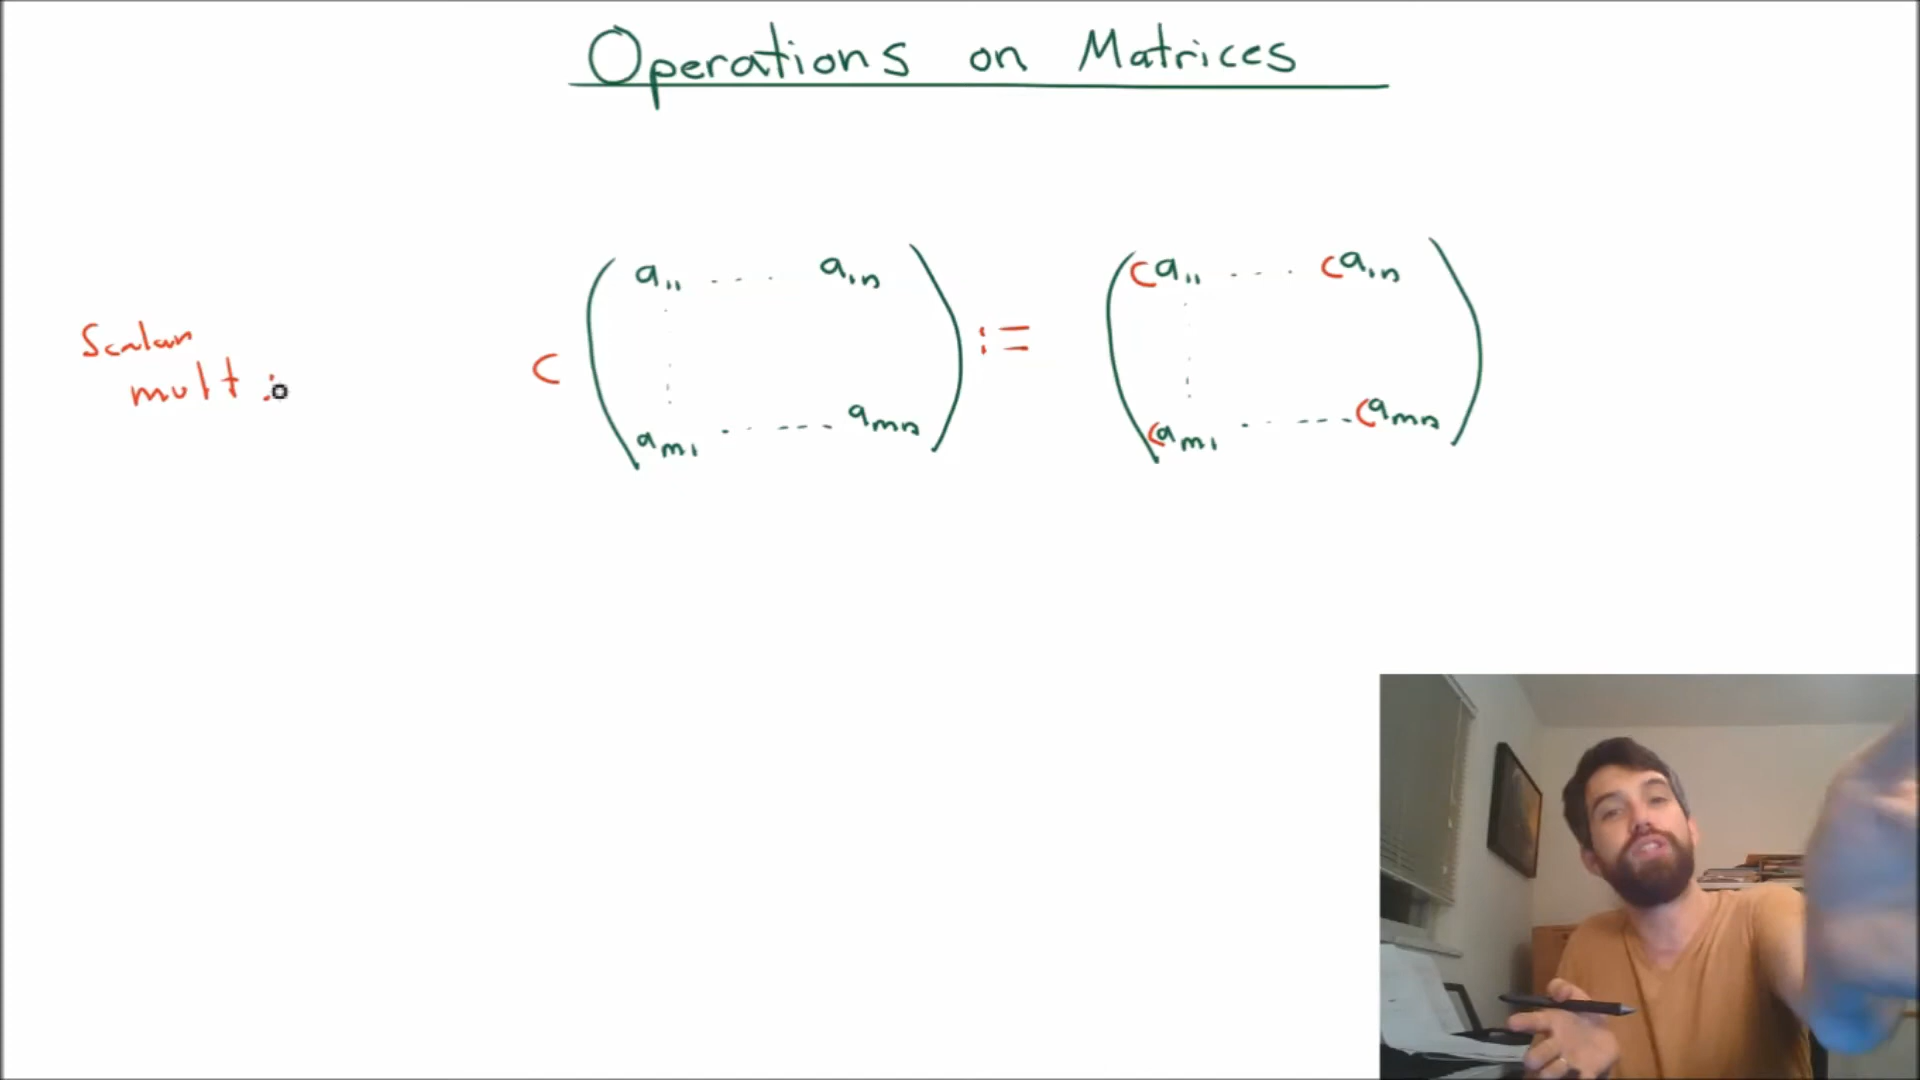 Operations on Matrices
a₁₁ - - - - a₁ₙ := ca₁₁ - - - - ca₁ₙ
Scalar
mult :
c
aₘ₁ - - - - - - aₘₙ caₘ₁ - - - - - - caₘₙ